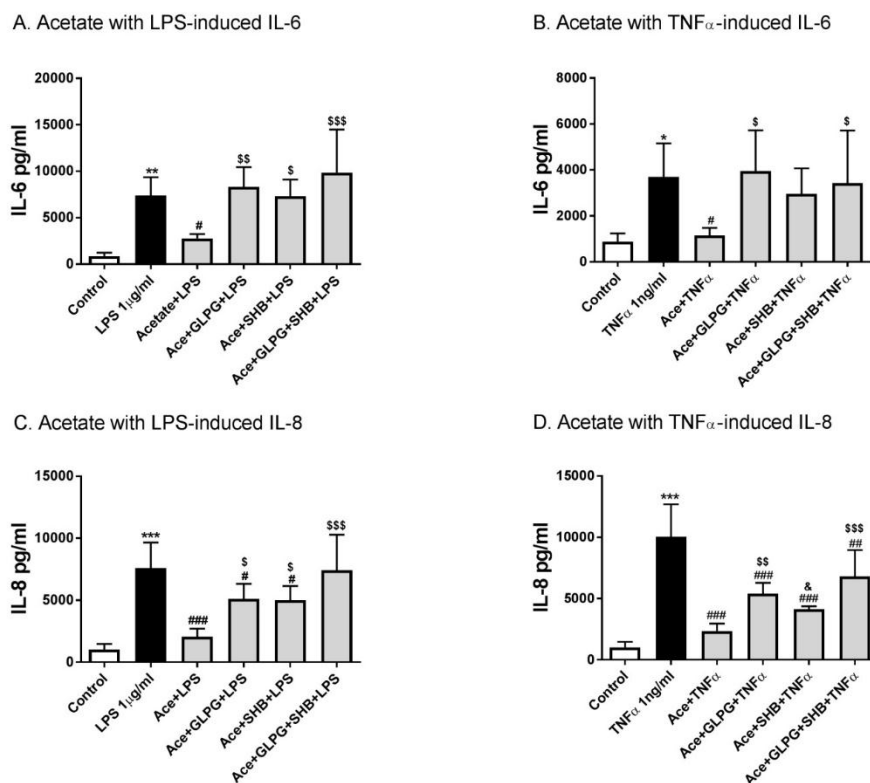 A. Acetate with LPS-induced IL-6
IL-6 pg/ml
20000
15000
10000
5000
0
**
#
$$
$
$$$
Control
LPS 1µg/ml
Acetate+LPS
Ace+GLPG+LPS
Ace+SHB+LPS
Ace+GLPG+SHB+LPS
B. Acetate with TNFα-induced IL-6
IL-6 pg/ml
8000
6000
4000
2000
0
*
#
$
$
Control
TNFα 1ng/ml
Ace+TNFα
Ace+GLPG+TNFα
Ace+SHB+TNFα
Ace+GLPG+SHB+TNFα
C. Acetate with LPS-induced IL-8
IL-8 pg/ml
15000
10000
5000
0
***
###
$
#
$
#
$$$
Control
LPS 1µg/ml
Ace+LPS
Ace+GLPG+LPS
Ace+SHB+LPS
Ace+GLPG+SHB+LPS
D. Acetate with TNFα-induced IL-8
IL-8 pg/ml
15000
10000
5000
0
***
###
$$
###
&
###
$$$
##
Control
TNFα 1ng/ml
Ace+TNFα
Ace+GLPG+TNFα
Ace+SHB+TNFα
Ace+GLPG+SHB+TNFα